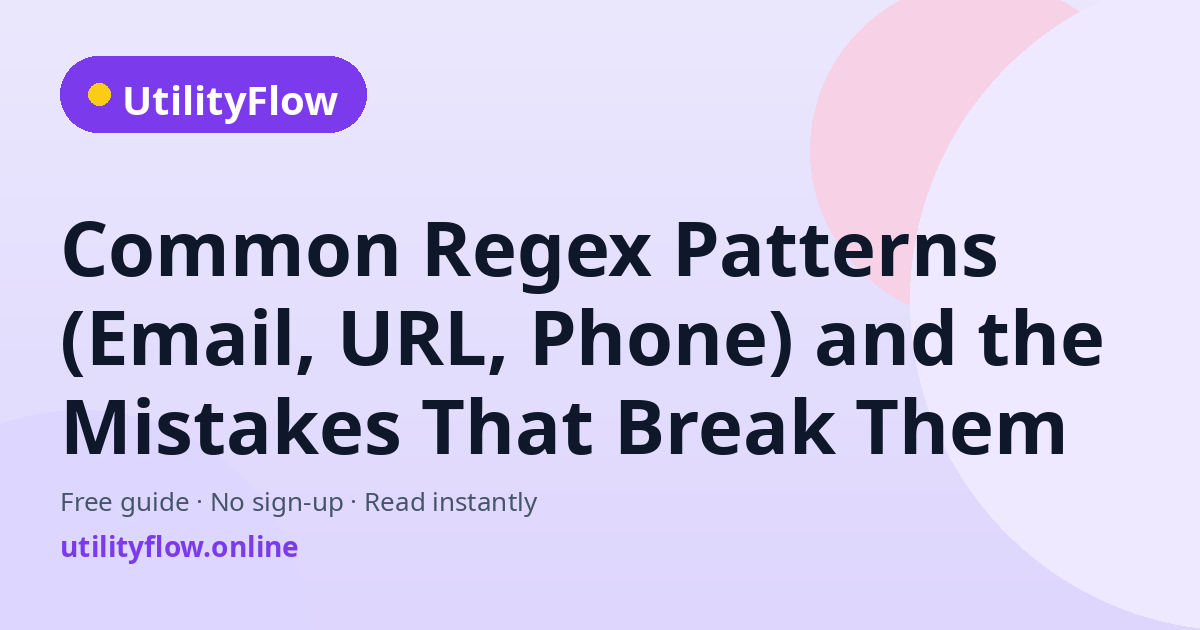 UtilityFlow
Common Regex Patterns
(Email, URL, Phone) and the
Mistakes That Break Them
Free guide · No sign-up · Read instantly
utilityflow.online